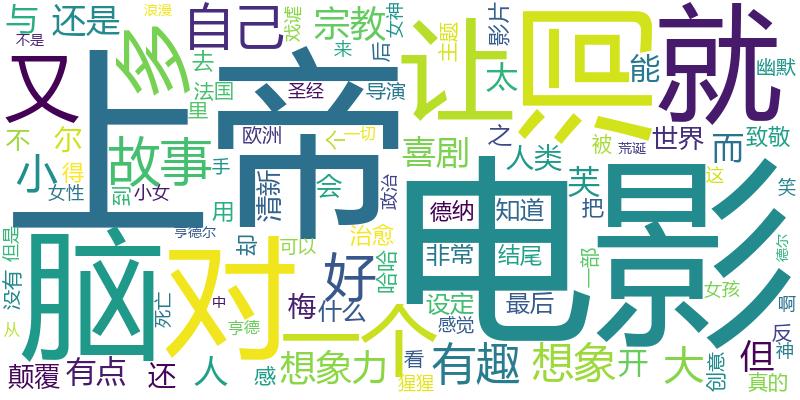 浪漫
与
还是
自己
戏谑
宗教
来
后
女神
主题
影片
让
囧
就
不是
多
去
法国
里
圣经
导演
太
能
幽默
又
上帝
不
尔
欧洲
个
一切
之
人类
被
荒诞
世界
而
致敬
小
得
故事
手
喜剧
女性
到
小女
用
清新
会
政治
德纳
知道
芙
把
这
笑
电影
但是
亨德尔
却
可以
治愈
哈哈
非常
结尾
一部
德尔
没有
从
脑
对
死亡
中
亨德
好
梅
什么
一个
设定
感觉
最后
女孩
啊
反
神
颠覆
有点
还
人
感
想象力
猩猩
看
有趣
想象
开
大
创意
但
真的